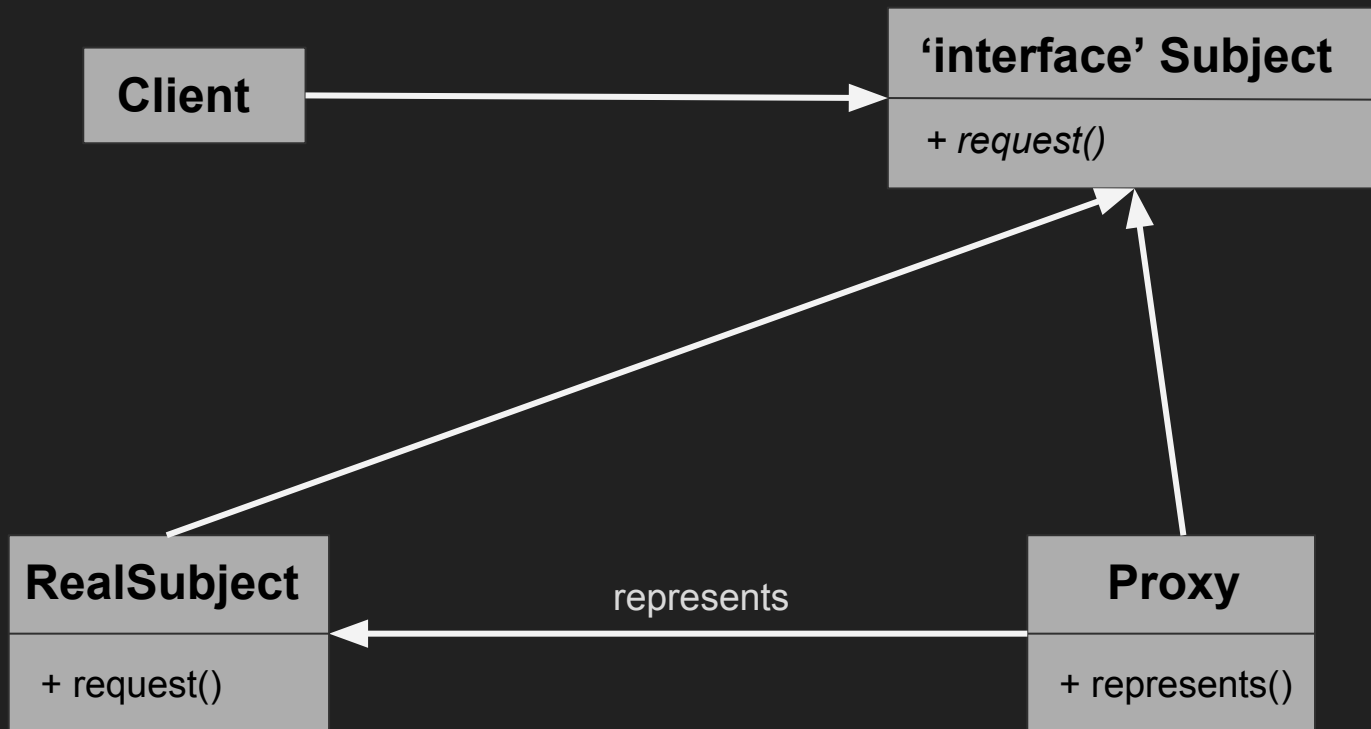 Client
‘interface’ Subject
+ request()
RealSubject
+ request()
represents
Proxy
+ represents()